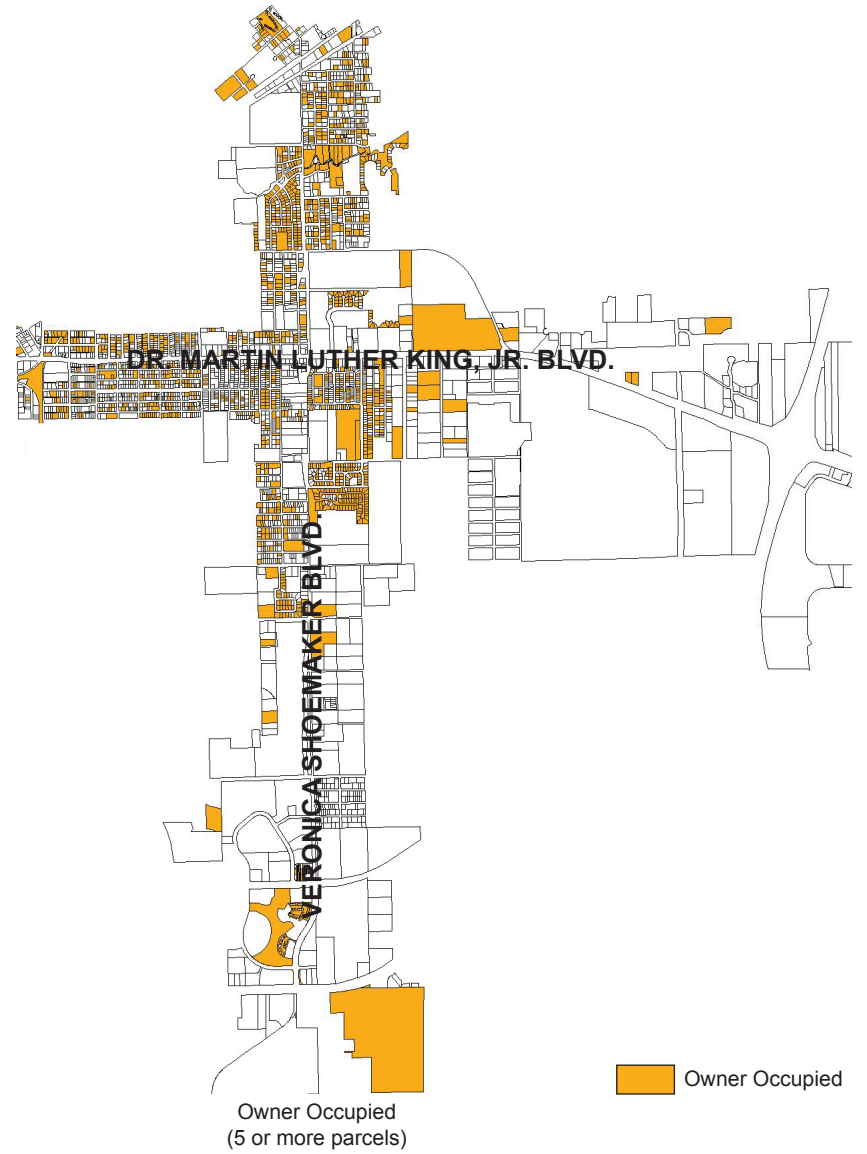 DR. MARTIN LUTHER KING, JR. BLVD.
VERONICA SHOEMAKER BLVD.
Owner Occupied
Owner Occupied
(5 or more parcels)